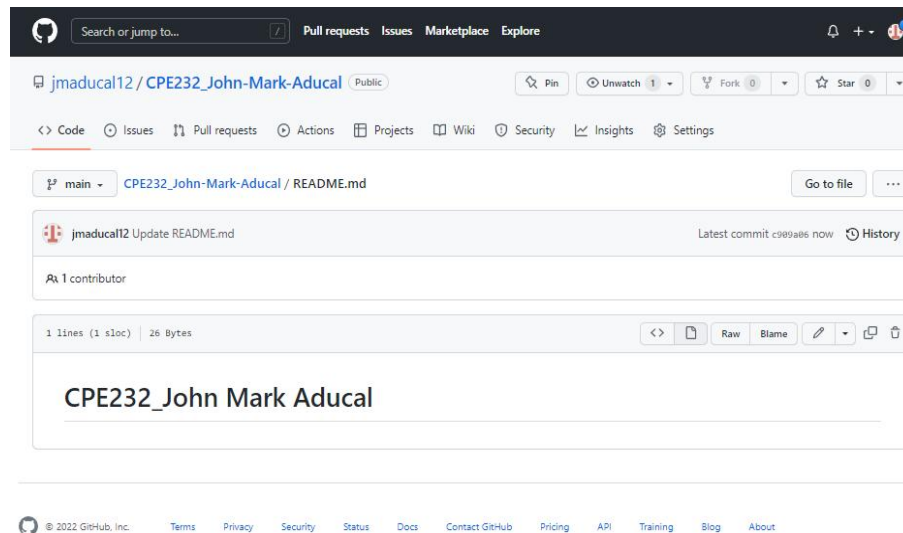 Search or jump to... / Pull requests Issues Marketplace Explore
jmaducal12 / CPE232_John-Mark-Aducal Public Pin Unwatch 1 Fork 0 Star 0
<> Code Issues Pull requests Actions Projects Wiki Security Insights Settings
main CPE232_John-Mark-Aducal / README.md Go to file ...
jmaducal12 Update README.md Latest commit c909a06 now History
1 contributor
1 lines (1 sloc) 26 Bytes <> Raw Blame
CPE232_John Mark Aducal
© 2022 GitHub, Inc. Terms Privacy Security Status Docs Contact GitHub Pricing API Training Blog About